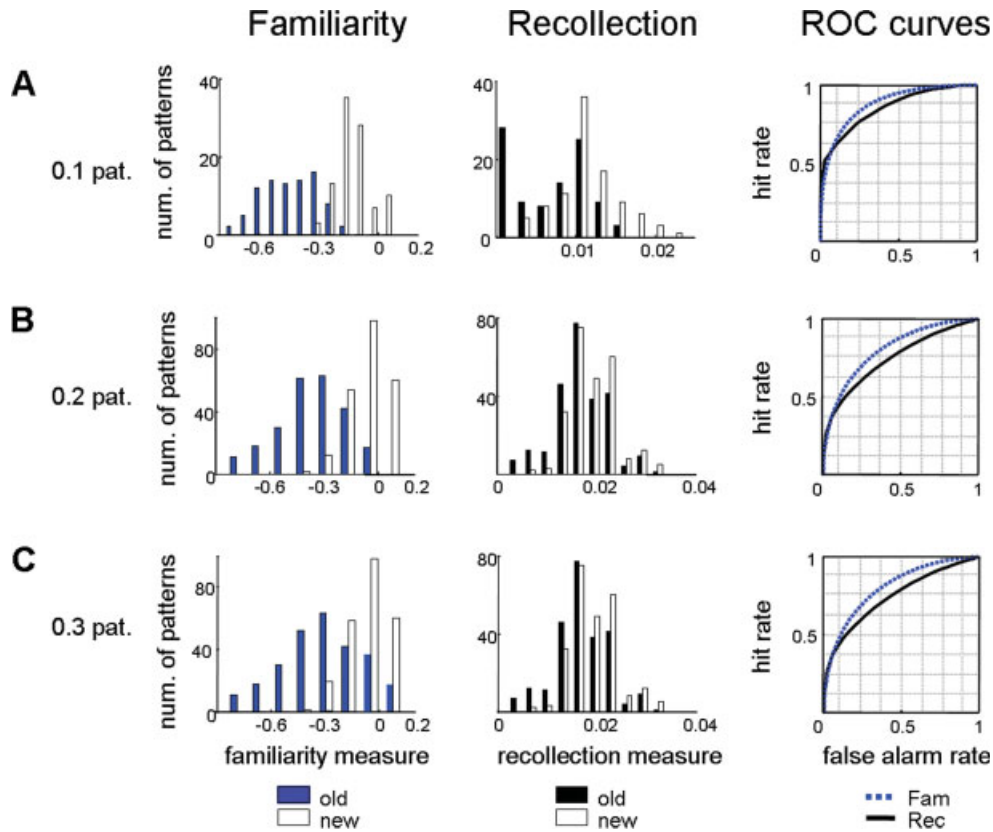 Familiarity Recollection ROC curves
A
0.1 pat.
num. of patterns
40
20
0
-0.6 -0.3 0 0.2
40
20
0
0.01 0.02
hit rate
1
0.5
0 0.5 1
B
0.2 pat.
num. of patterns
80
40
0
-0.6 -0.3 0 0.2
80
40
0
0 0.02 0.04
hit rate
1
0.5
0 0.5 1
C
0.3 pat.
num. of patterns
80
40
0
-0.6 -0.3 0 0.2
familiarity measure
80
40
0
0 0.02 0.04
recollection measure
hit rate
1
0.5
0 0.5 1
false alarm rate
old
new
old
new
Fam
Rec